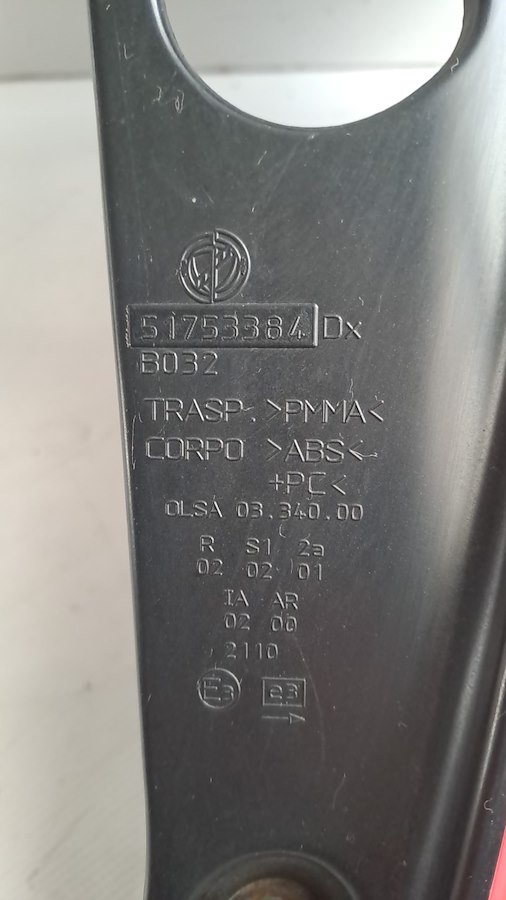 51753384 Dx
B032
TRASP. >PMMA<
CORPO >ABS<
+PC<
OLSA 03.340.00
R S1 2a
02 02 01
IA AR
02 00
2110
E3 e3